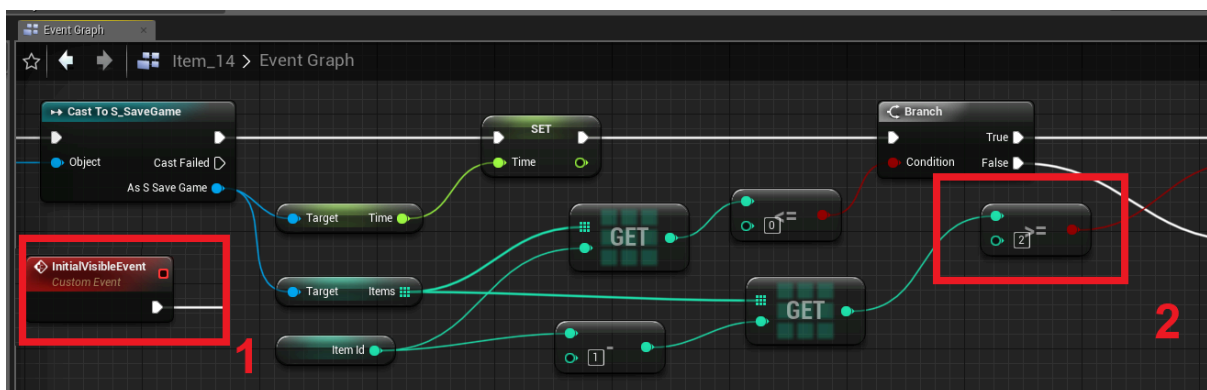 Event Graph
Item_14 > Event Graph
Cast To S_SaveGame
Object
Cast Failed
As S Save Game
SET
Time
Branch
True
Condition
False
Target Time
GET
0 <=
2 >=
InitialVisibleEvent
Custom Event
Target Items
GET
Item Id
1 -
1
2